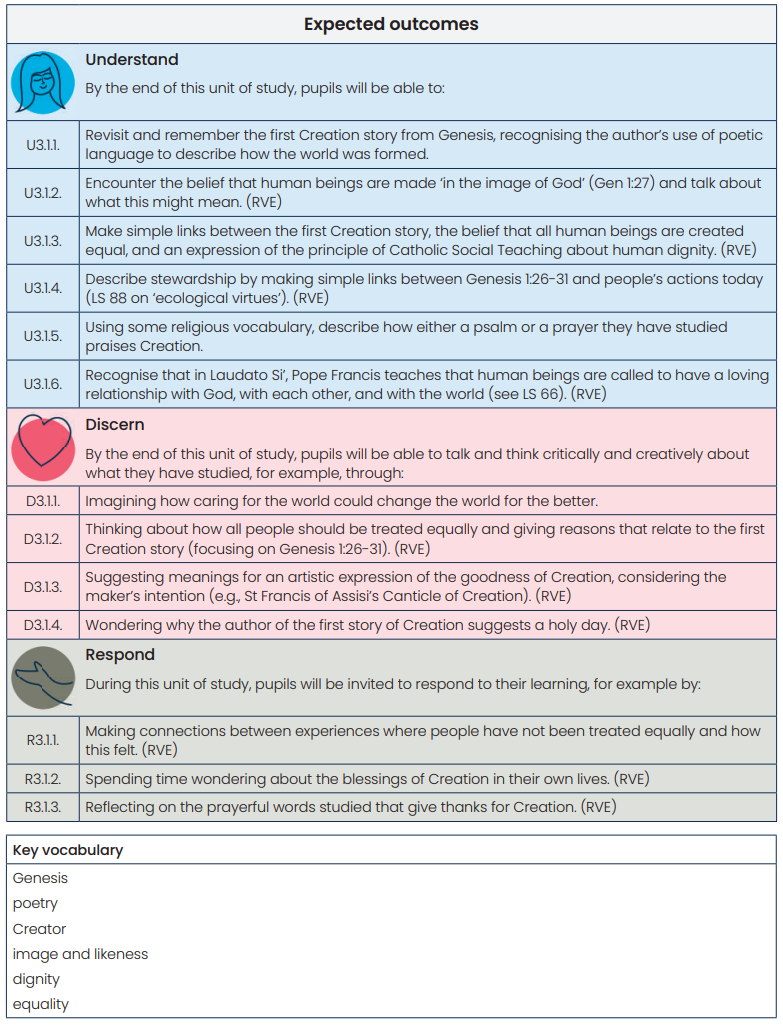 Expected outcomes
Understand
By the end of this unit of study, pupils will be able to:
U3.1.1.
Revisit and remember the first Creation story from Genesis, recognising the author’s use of poetic
language to describe how the world was formed.
U3.1.2.
Encounter the belief that human beings are made ‘in the image of God’ (Gen 1:27) and talk about
what this might mean. (RVE)
U3.1.3.
Make simple links between the first Creation story, the belief that all human beings are created
equal, and an expression of the principle of Catholic Social Teaching about human dignity. (RVE)
U3.1.4.
Describe stewardship by making simple links between Genesis 1:26-31 and people’s actions today
(LS 88 on ‘ecological virtues’). (RVE)
U3.1.5.
Using some religious vocabulary, describe how either a psalm or a prayer they have studied
praises Creation.
U3.1.6.
Recognise that in Laudato Si’, Pope Francis teaches that human beings are called to have a loving
relationship with God, with each other, and with the world (see LS 66). (RVE)
Discern
By the end of this unit of study, pupils will be able to talk and think critically and creatively about
what they have studied, for example, through:
D3.1.1.
Imagining how caring for the world could change the world for the better.
D3.1.2.
Thinking about how all people should be treated equally and giving reasons that relate to the first
Creation story (focusing on Genesis 1:26-31). (RVE)
D3.1.3.
Suggesting meanings for an artistic expression of the goodness of Creation, considering the
maker’s intention (e.g., St Francis of Assisi’s Canticle of Creation). (RVE)
D3.1.4.
Wondering why the author of the first story of Creation suggests a holy day. (RVE)
Respond
During this unit of study, pupils will be invited to respond to their learning, for example by:
R3.1.1.
Making connections between experiences where people have not been treated equally and how
this felt. (RVE)
R3.1.2.
Spending time wondering about the blessings of Creation in their own lives. (RVE)
R3.1.3.
Reflecting on the prayerful words studied that give thanks for Creation. (RVE)
Key vocabulary
Genesis
poetry
Creator
image and likeness
dignity
equality